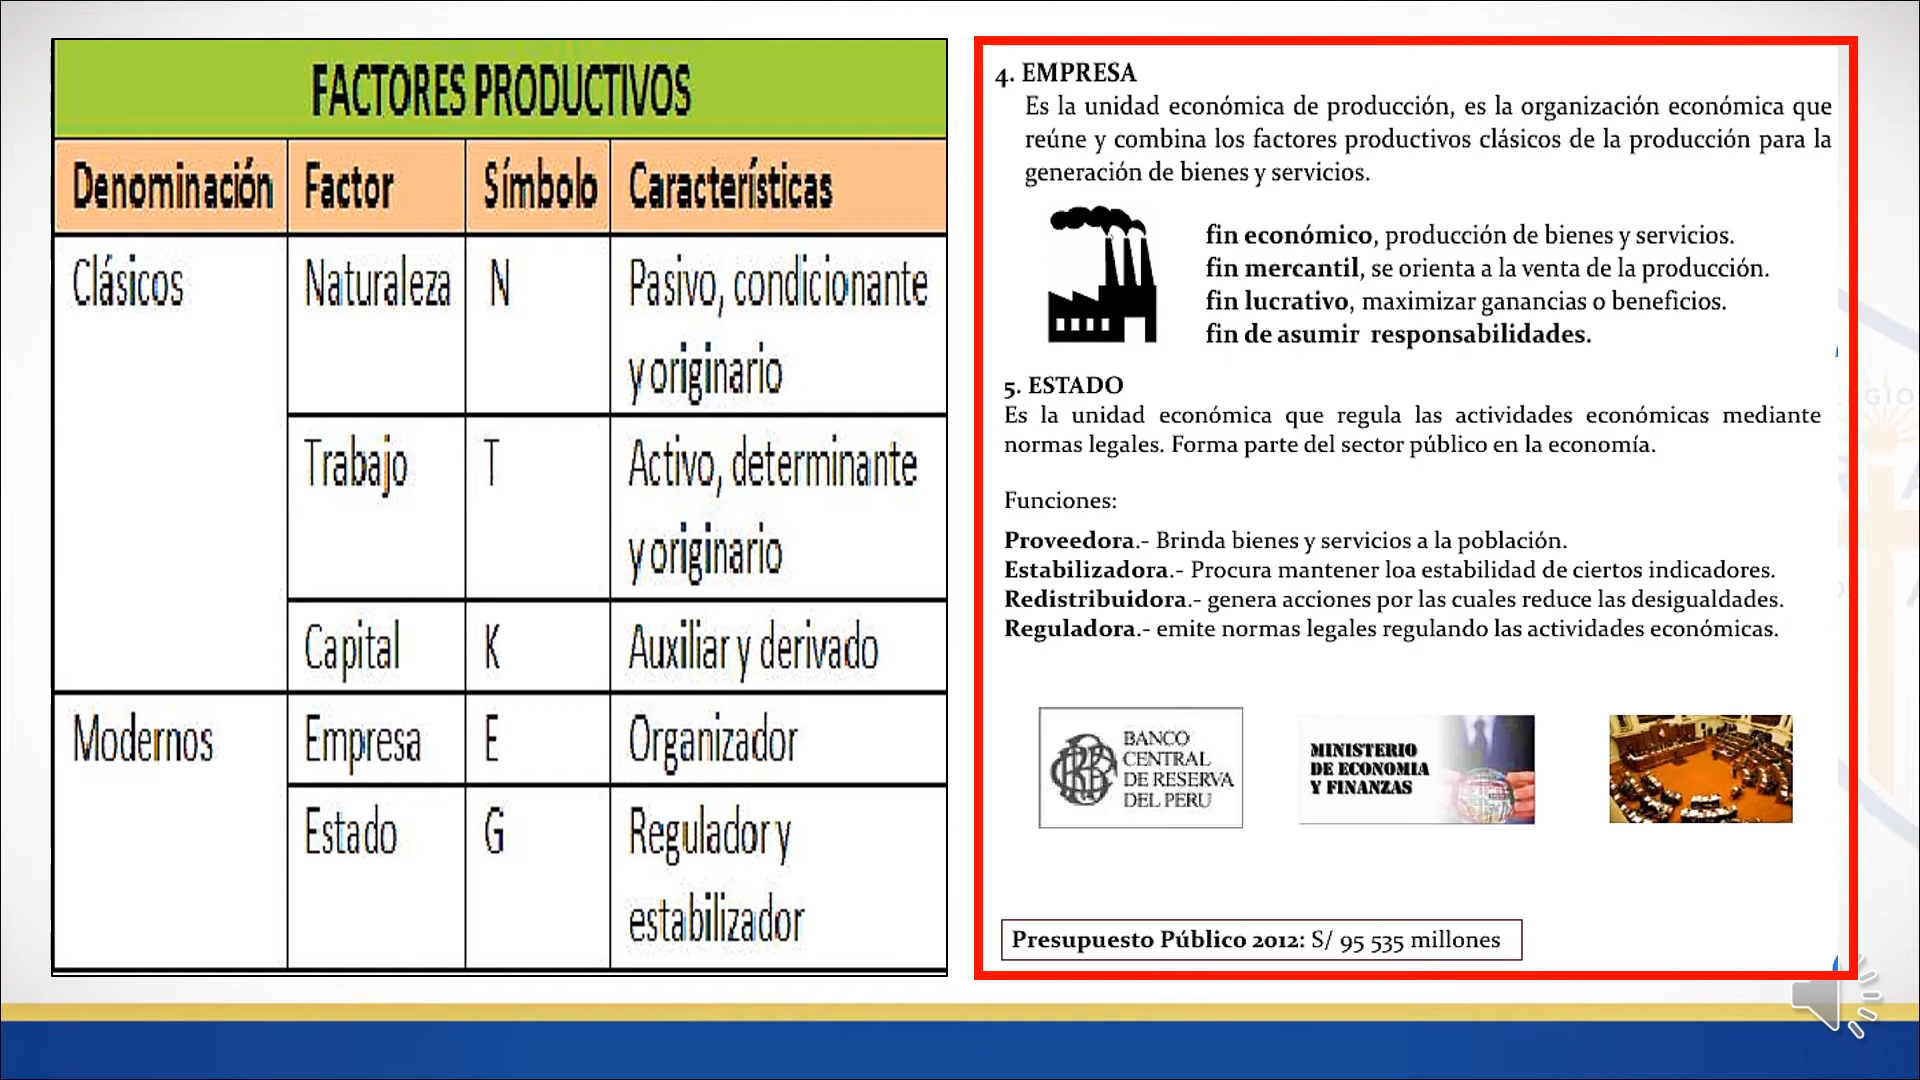 FACTORES PRODUCTIVOS
Denominación Factor Símbolo Características
Clásicos Naturaleza N Pasivo, condicionante
y originario
Trabajo T Activo, determinante
y originario
Capital K Auxiliar y derivado
Modernos Empresa E Organizador
Estado G Regulador y
estabilizador
4. EMPRESA
Es la unidad económica de producción, es la organización económica que
reúne y combina los factores productivos clásicos de la producción para la
generación de bienes y servicios.
fin económico, producción de bienes y servicios.
fin mercantil, se orienta a la venta de la producción.
fin lucrativo, maximizar ganancias o beneficios.
fin de asumir responsabilidades.
5. ESTADO
Es la unidad económica que regula las actividades económicas mediante
normas legales. Forma parte del sector público en la economía.
Funciones:
Proveedora.- Brinda bienes y servicios a la población.
Estabilizadora.- Procura mantener loa estabilidad de ciertos indicadores.
Redistribuidora.- genera acciones por las cuales reduce las desigualdades.
Reguladora.- emite normas legales regulando las actividades económicas.
BANCO
CENTRAL
DE RESERVA
DEL PERU
MINISTERIO
DE ECONOMIA
Y FINANZAS
Presupuesto Público 2012: S/ 95 535 millones